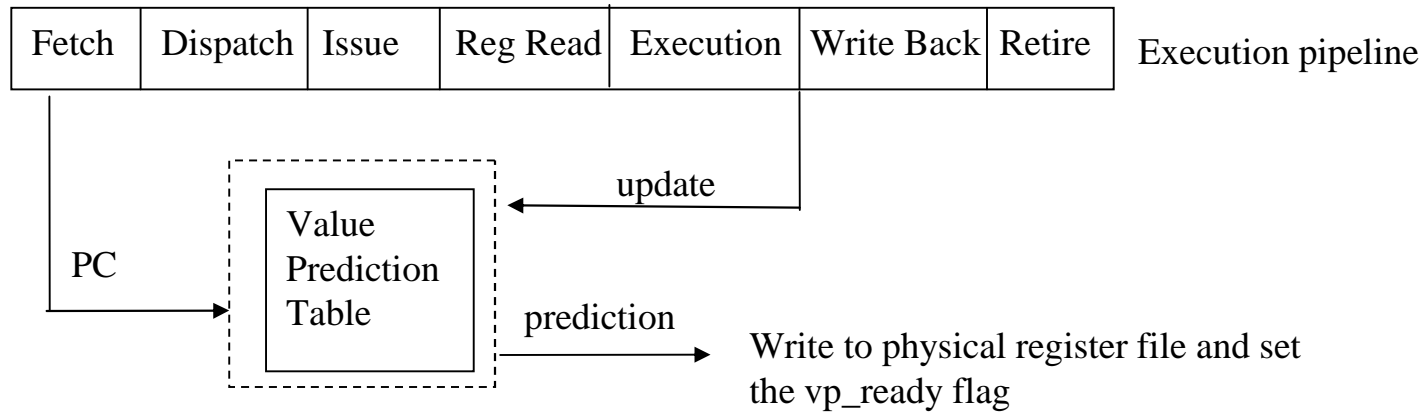 Fetch Dispatch Issue Reg Read Execution Write Back Retire Execution pipeline
update
Value
Prediction
Table
PC
prediction
Write to physical register file and set
the vp_ready flag